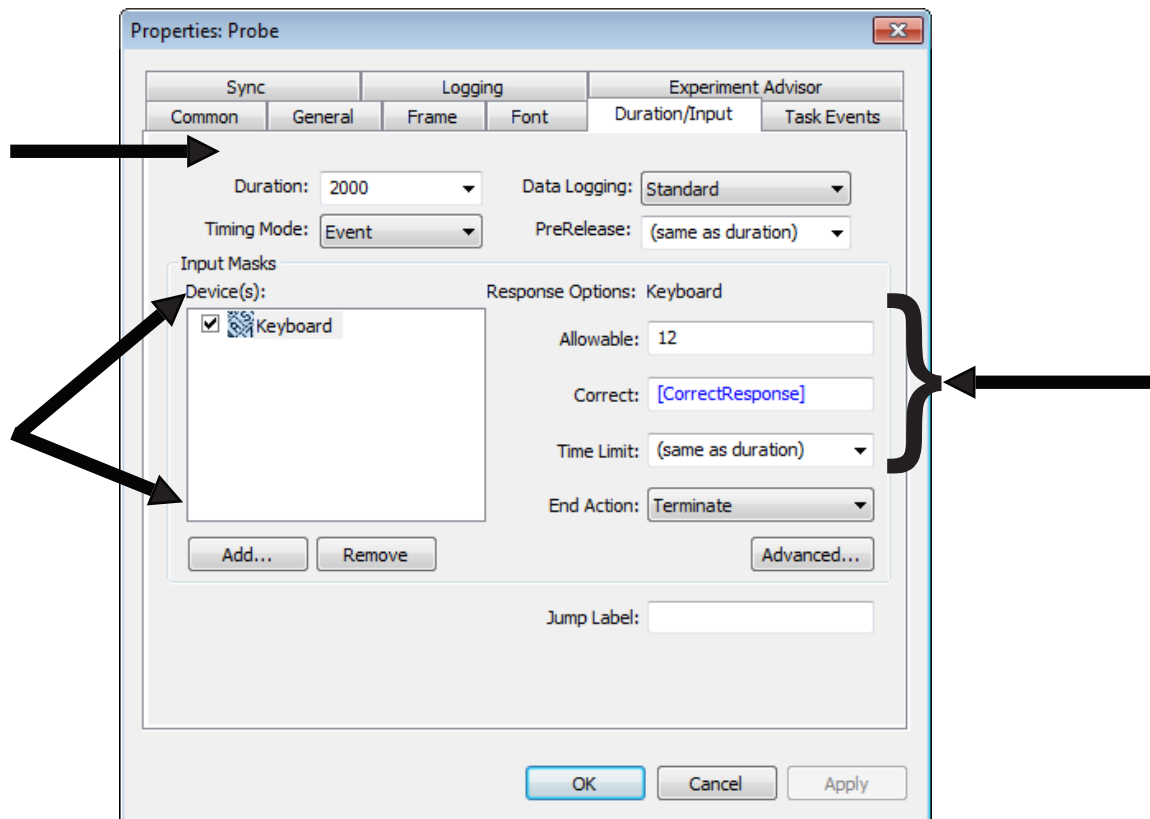 Properties: Probe
Sync Logging Experiment Advisor
Common General Frame Font Duration/Input Task Events
Duration: 2000 Data Logging: Standard
Timing Mode: Event PreRelease: (same as duration)
Input Masks
Device(s): Response Options: Keyboard
Keyboard
Allowable: 12
Correct: [CorrectResponse]
Time Limit: (same as duration)
End Action: Terminate
Add... Remove Advanced...
Jump Label:
OK Cancel Apply